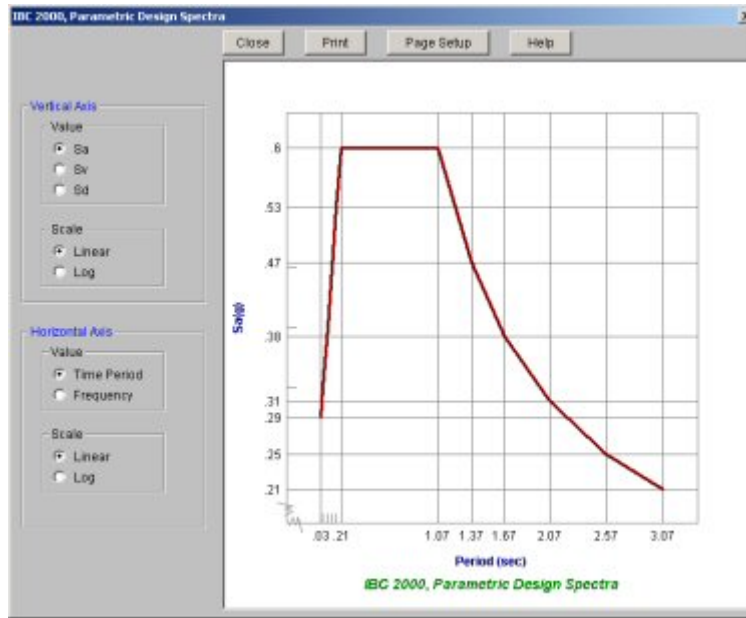 IBC 2000, Parametric Design Spectra
Close Print Page Setup Help
Vertical Axis
Value
Sa
Sv
Sd
Scale
Linear
Log
Horizontal Axis
Value
Time Period
Frequency
Scale
Linear
Log
Sa(g)
.6
.53
.47
.38
.31
.29
.25
.21
.03 .21 1.07 1.37 1.67 2.07 2.57 3.07
Period (sec)
IBC 2000, Parametric Design Spectra